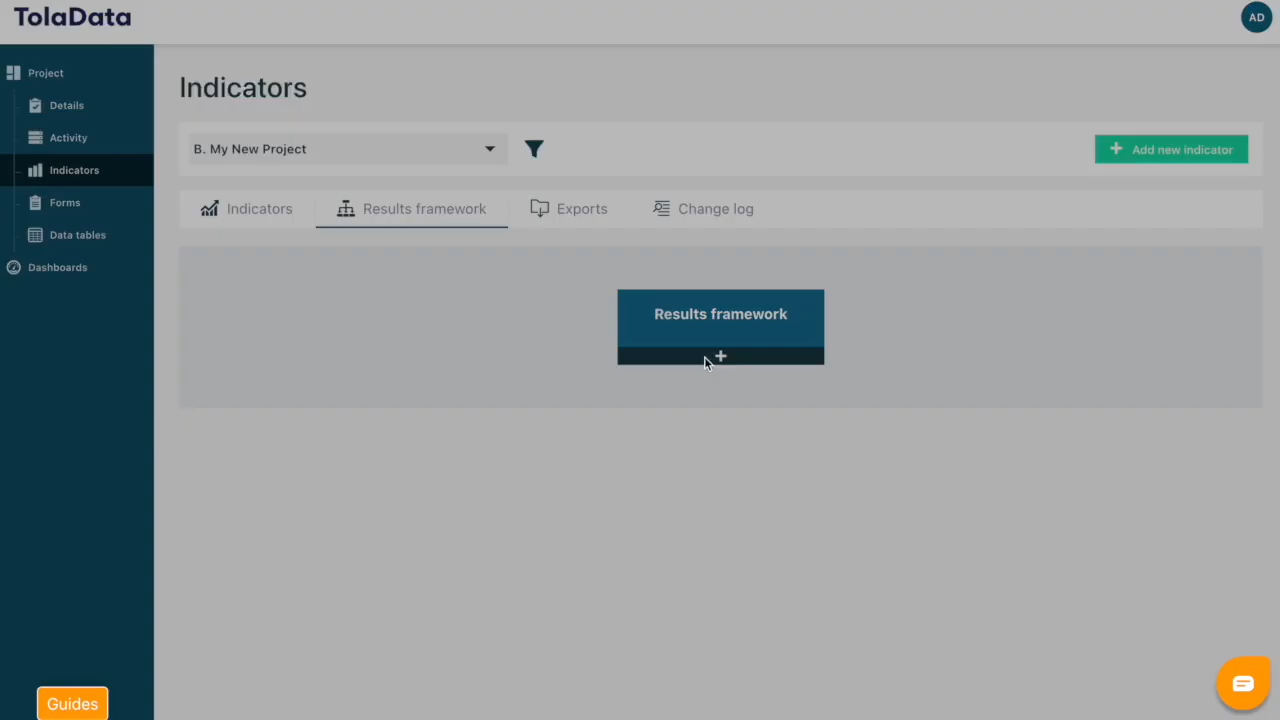 TolaData
AD
Project
Details
Activity
Indicators
Forms
Data tables
Dashboards
Guides
Indicators
B. My New Project
Add new indicator
Indicators
Results framework
Exports
Change log
Results framework